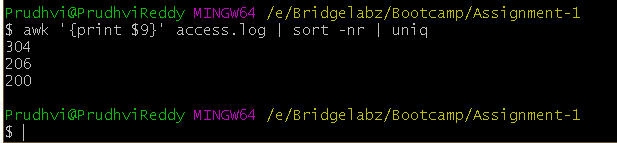 Prudhvi@PrudhviReddy MINGW64 /e/Bridgelabz/Bootcamp/Assignment-1
$ awk '{print $9}' access.log | sort -nr | uniq
304
206
200
Prudhvi@PrudhviReddy MINGW64 /e/Bridgelabz/Bootcamp/Assignment-1
$